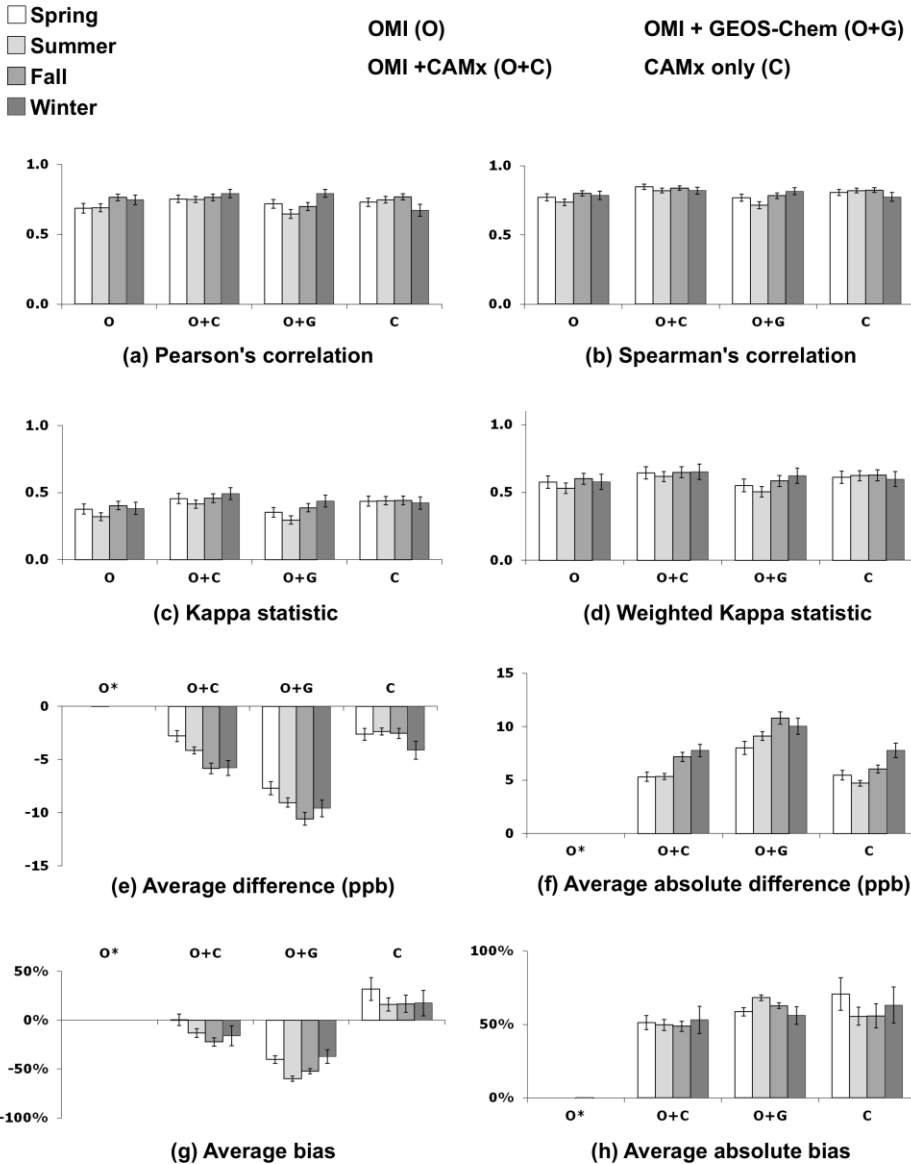 Spring
Summer
Fall
Winter
OMI (O)
OMI + GEOS-Chem (O+G)
OMI +CAMx (O+C)
CAMx only (C)
1.0
0.5
0.0
O O+C O+G C
(a) Pearson's correlation
1.0
0.5
0.0
O O+C O+G C
(b) Spearman's correlation
1.0
0.5
0.0
O O+C O+G C
(c) Kappa statistic
1.0
0.5
0.0
O O+C O+G C
(d) Weighted Kappa statistic
O* O+C O+G C
0
-5
-10
-15
(e) Average difference (ppb)
15
10
5
0
O* O+C O+G C
(f) Average absolute difference (ppb)
O* O+C O+G C
50%
0%
-50%
-100%
(g) Average bias
100%
50%
0%
O* O+C O+G C
(h) Average absolute bias